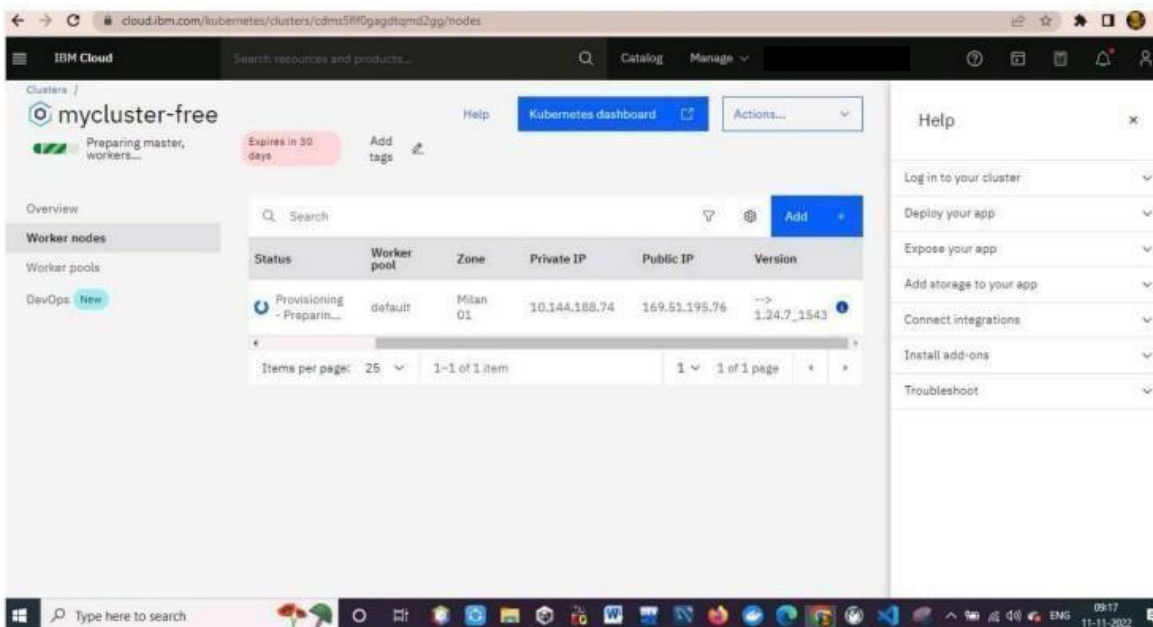 cloud.ibm.com/kubernetes/clusters/cdms5fif0gagdtqmd2gg/nodes
IBM Cloud
Search resources and products...
Catalog
Manage
Clusters /
mycluster-free
Help
Kubernetes dashboard
Actions...
Preparing master,
workers...
Expires in 30
days
Add
tags
Overview
Worker nodes
Worker pools
DevOps New
Search
Add +
Status
Worker
pool
Zone
Private IP
Public IP
Version
Provisioning
- Preparin...
default
Milan
01
10.144.188.74
169.51.195.76
-->
1.24.7_1543
Items per page: 25
1-1 of 1 item
1
1 of 1 page
Help
Log in to your cluster
Deploy your app
Expose your app
Add storage to your app
Connect integrations
Install add-ons
Troubleshoot
Type here to search
ENG
09:17
11-11-2022